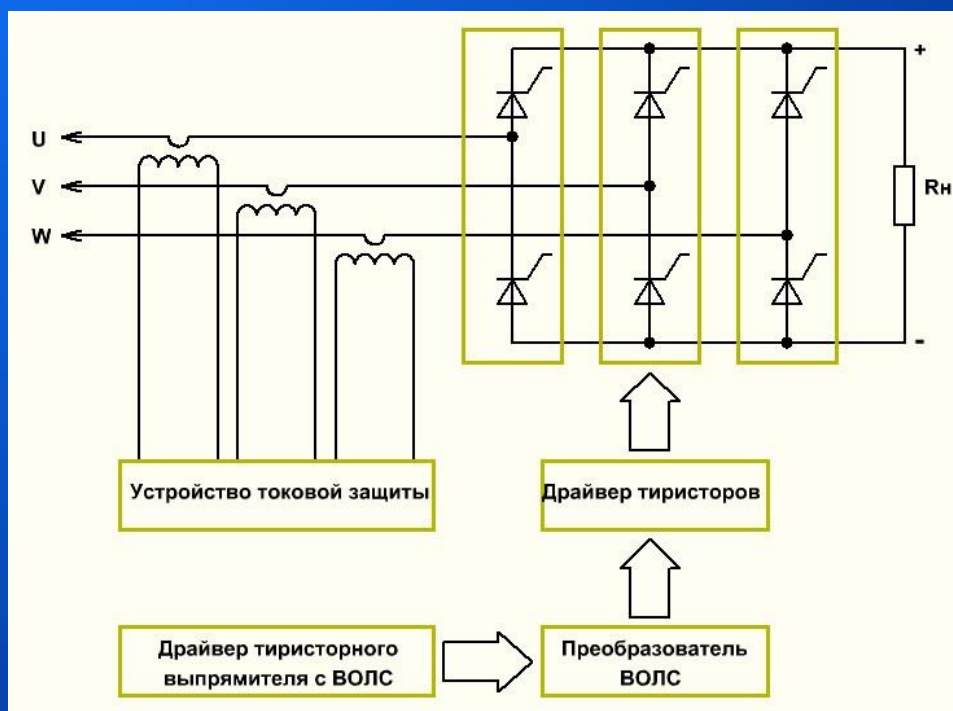 +
U
V
Rн
W
-
Устройство токовой защиты
Драйвер тиристоров
Драйвер тиристорного
выпрямителя с ВОЛС
Преобразователь
ВОЛС